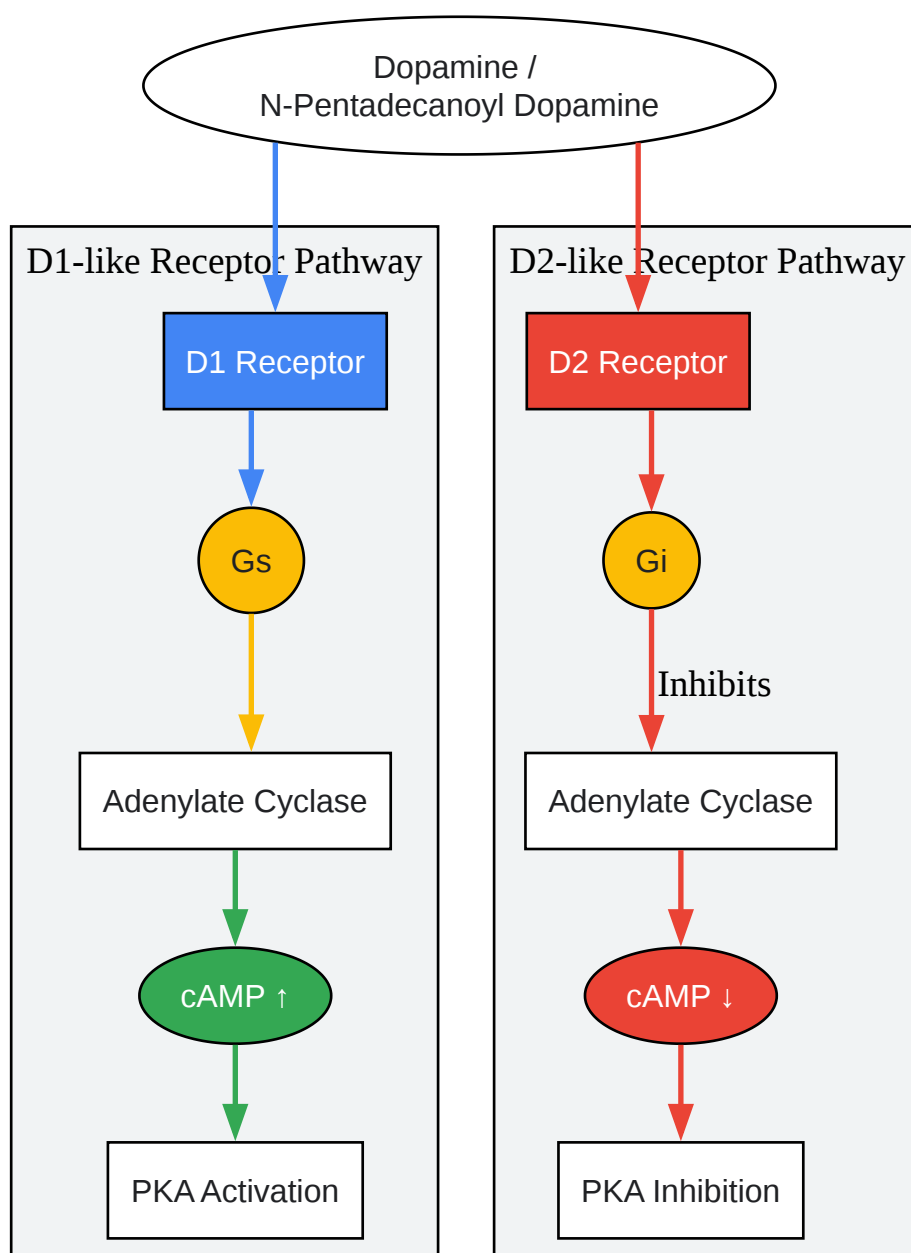 Dopamine /
N-Pentadecanoyl Dopamine
D1-like Receptor Pathway
D1 Receptor
Gs
Adenylate Cyclase
cAMP ↑
PKA Activation
D2-like Receptor Pathway
D2 Receptor
Gi
Inhibits
Adenylate Cyclase
cAMP ↓
PKA Inhibition